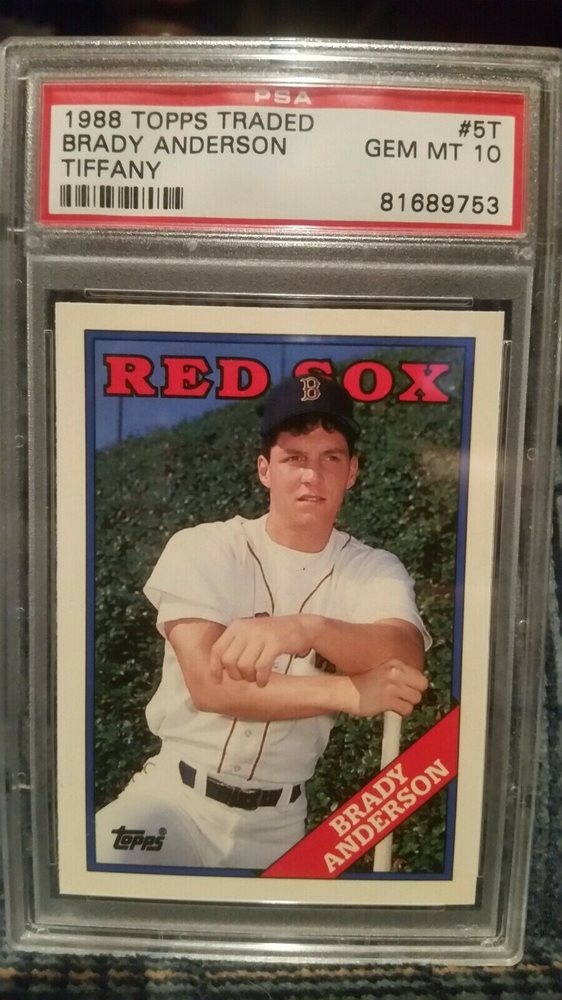 PSA
1988 TOPPS TRADED #5T
BRADY ANDERSON GEM MT 10
TIFFANY
81689753
RED SOX
B
BRADY
ANDERSON
topps®